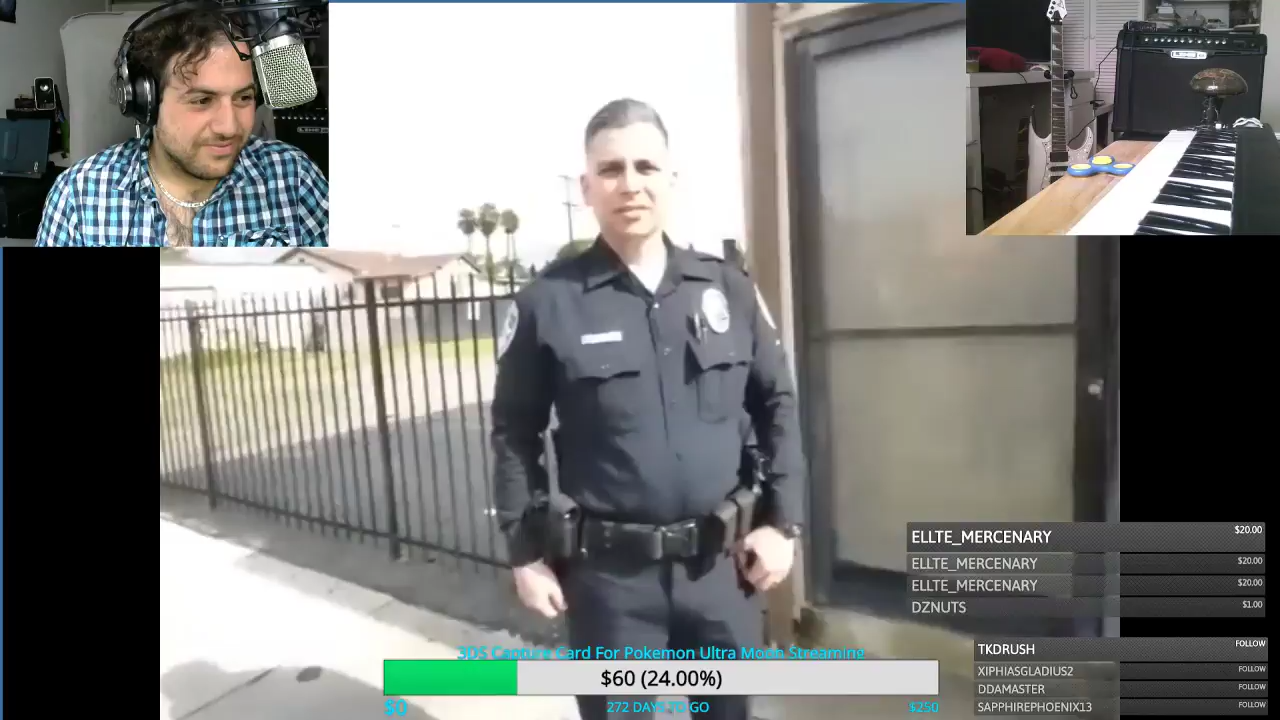 ELLTE_MERCENARY $20.00
ELLTE_MERCENARY $20.00
ELLTE_MERCENARY $20.00
DZNUTS $1.00
TKDRUSH FOLLOW
XIPHIASGLADIUS2 FOLLOW
DDAMASTER FOLLOW
SAPPHIREPHOENIX13 FOLLOW
3DS Capture Card For Pokemon Ultra Moon Streaming
$60 (24.00%)
$0 272 DAYS TO GO $250